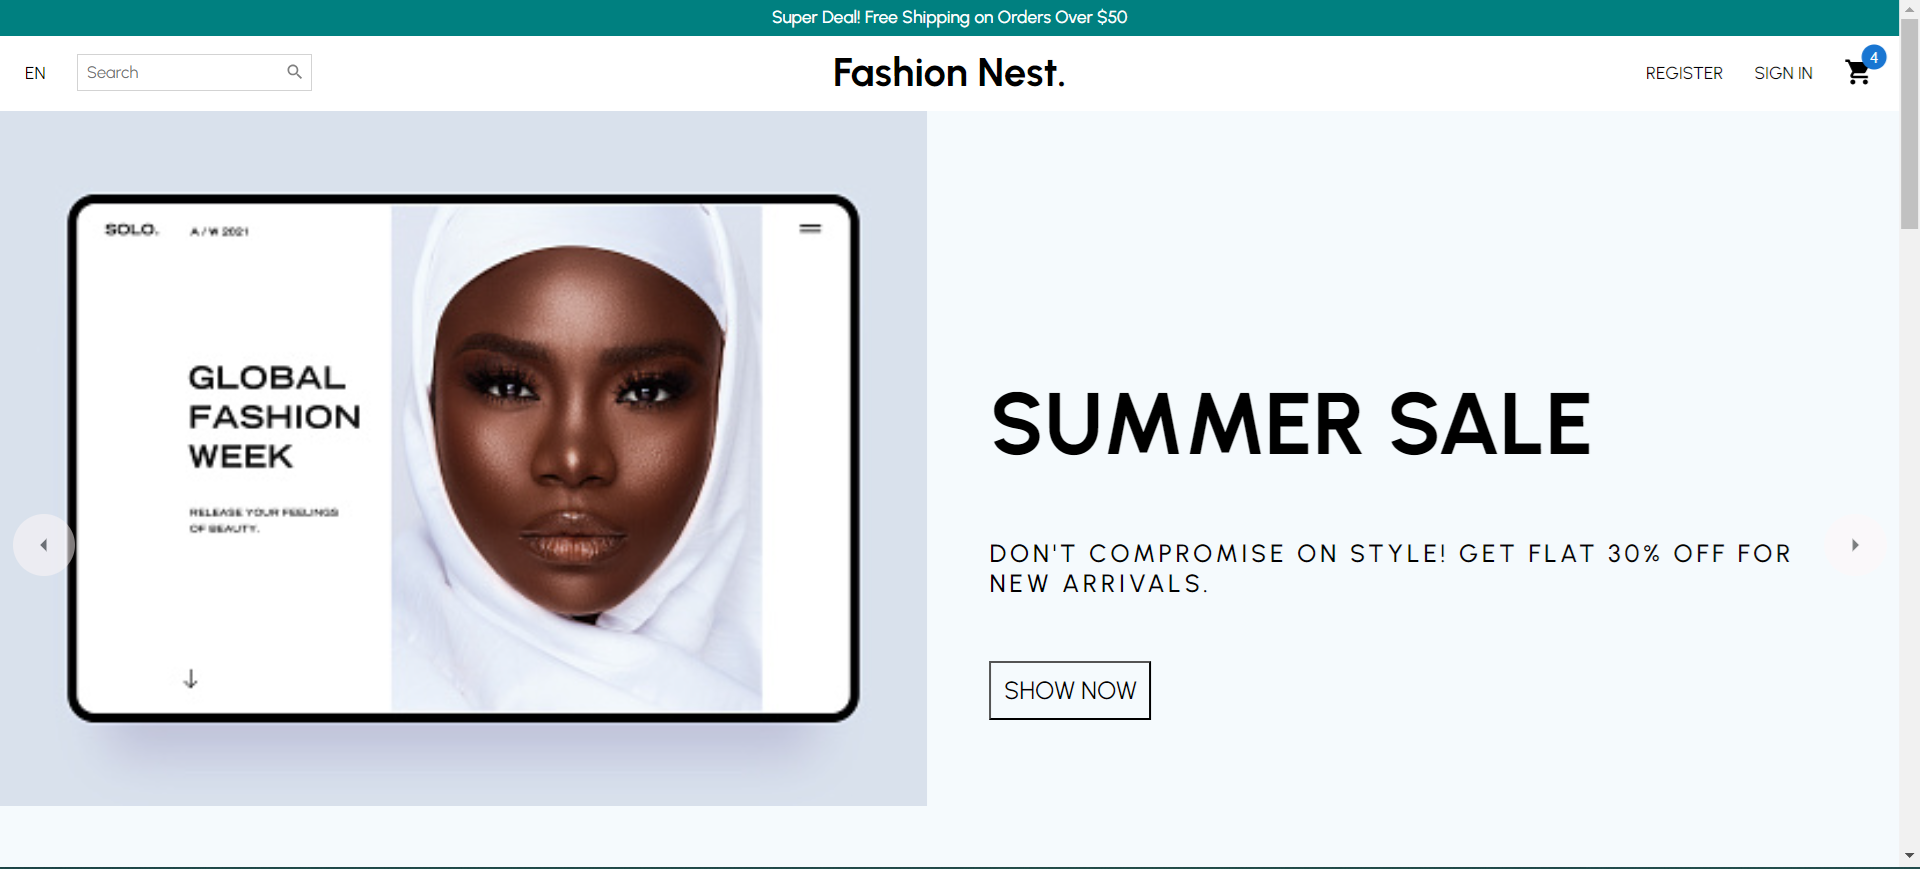 Super Deal! Free Shipping on Orders Over $50
EN
Search
Fashion Nest.
REGISTER
SIGN IN
4
SOLO.
A / W 2021
GLOBAL
FASHION
WEEK
RELEASE YOUR FEELINGS
OF BEAUTY.
SUMMER SALE
DON'T COMPROMISE ON STYLE! GET FLAT 30% OFF FOR
NEW ARRIVALS.
SHOW NOW